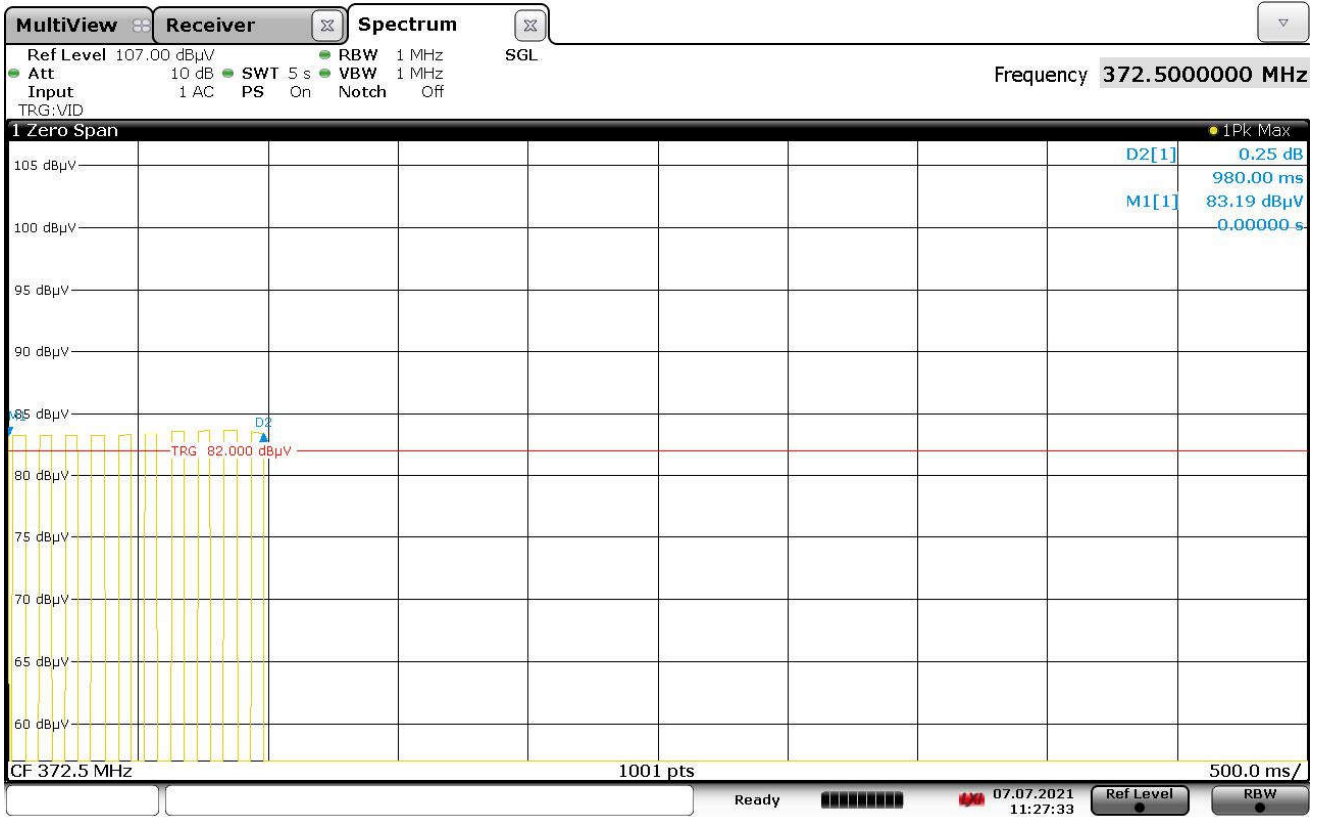 MultiView Receiver Spectrum
Ref Level 107.00 dBµV RBW 1 MHz SGL
Att 10 dB SWT 5 s VBW 1 MHz Frequency 372.5000000 MHz
Input 1 AC PS On Notch Off
TRG:VID
1 Zero Span 1Pk Max
D2[1] 0.25 dB
105 dBµV
980.00 ms
M1[1] 83.19 dBµV
100 dBµV 0.00000 s
95 dBµV
90 dBµV
M1 85 dBµV
D2
TRG 82.000 dBµV
80 dBµV
75 dBµV
70 dBµV
65 dBµV
60 dBµV
CF 372.5 MHz 1001 pts 500.0 ms/
Ready LXI 07.07.2021 Ref Level RBW
11:27:33